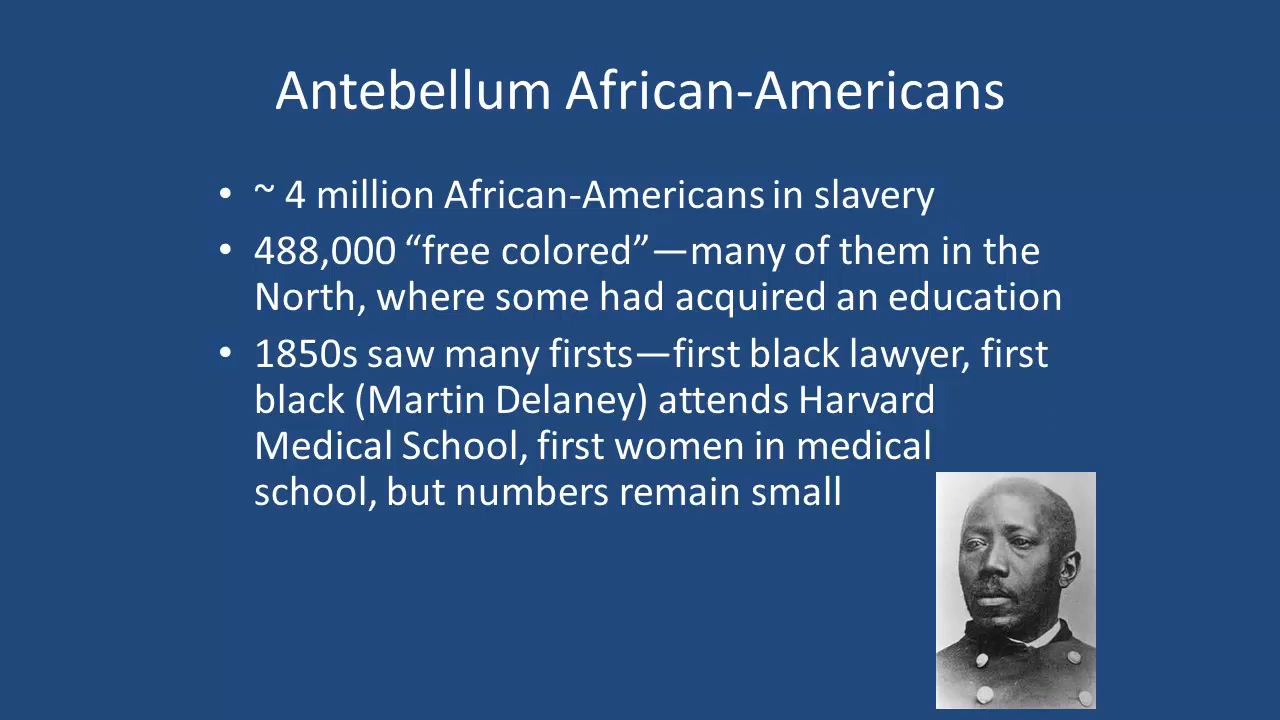 Antebellum African-Americans
• ~ 4 million African-Americans in slavery
• 488,000 “free colored”—many of them in the
North, where some had acquired an education
• 1850s saw many firsts—first black lawyer, first
black (Martin Delaney) attends Harvard
Medical School, first women in medical
school, but numbers remain small